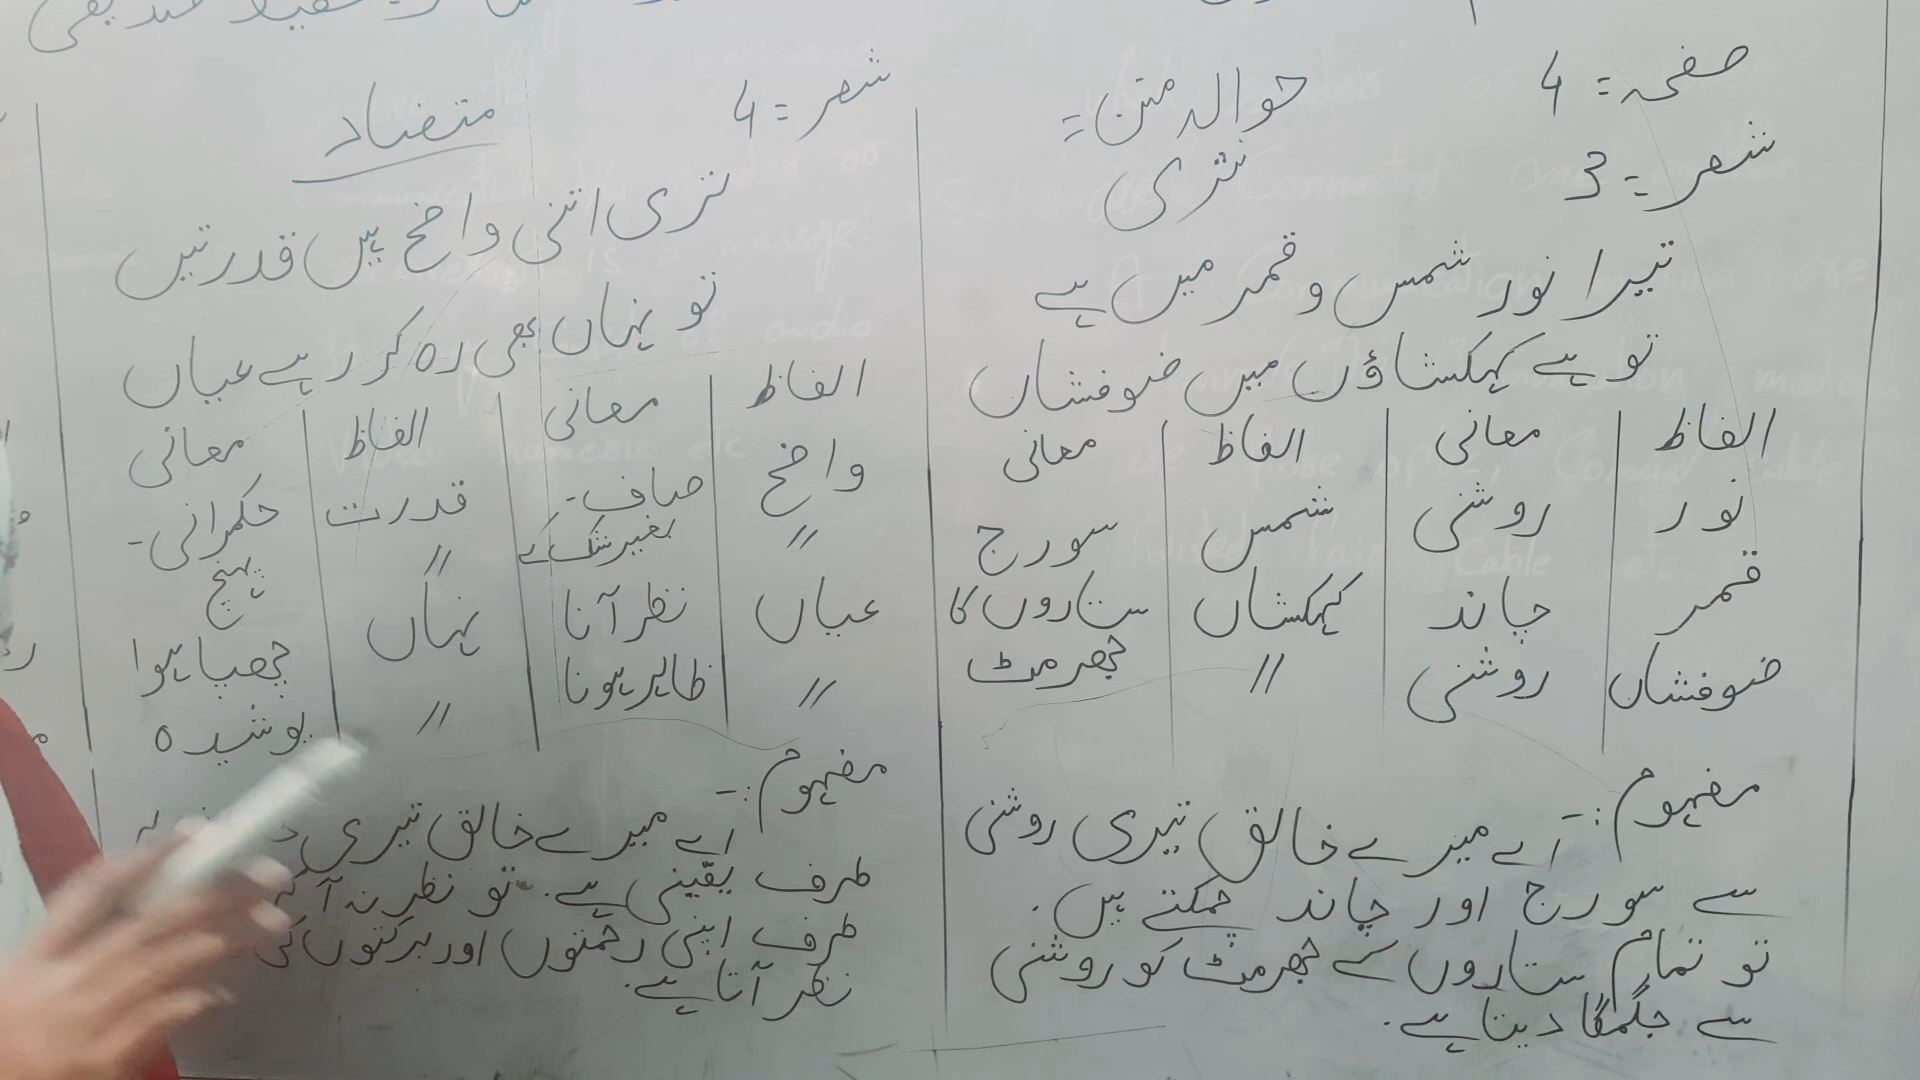 صفحہ = 4
حوالہ متن =
شعر = 3
نثری
تیرا نور شمس و قمر میں ہے
تو ہے کہکشاؤں میں ضوفشاں
الفاظ معانی الفاظ معانی
نور روشنی شمس سورج
قمر چاند کہکشاں ستاروں کا
ضوفشاں روشنی " جھرمٹ
مفہوم :- اے میرے خالق تیری روشنی
سے سورج اور چاند چمکتے ہیں.
تو تمام ستاروں کے جھرمٹ کو روشنی
سے جگمگا دیتا ہے.
شعر = 4
متضاد
تری اتنی واضح ہیں قدرتیں
تو نہاں بھی رہ کر رہے عیاں
الفاظ معانی الفاظ معانی
واضح صاف - قدرت حکمرانی -
" بغیر شک کے " پہنچ
عیاں نظر آنا نہاں چھپا ہوا
" ظاہر ہونا " پوشیدہ
مفہوم :- اے میرے خالق تیری
طرف یقینی ہے. تو نظر نہ آ
طرف اپنی رحمتوں اور برکتوں کی
نظر آتا ہے.